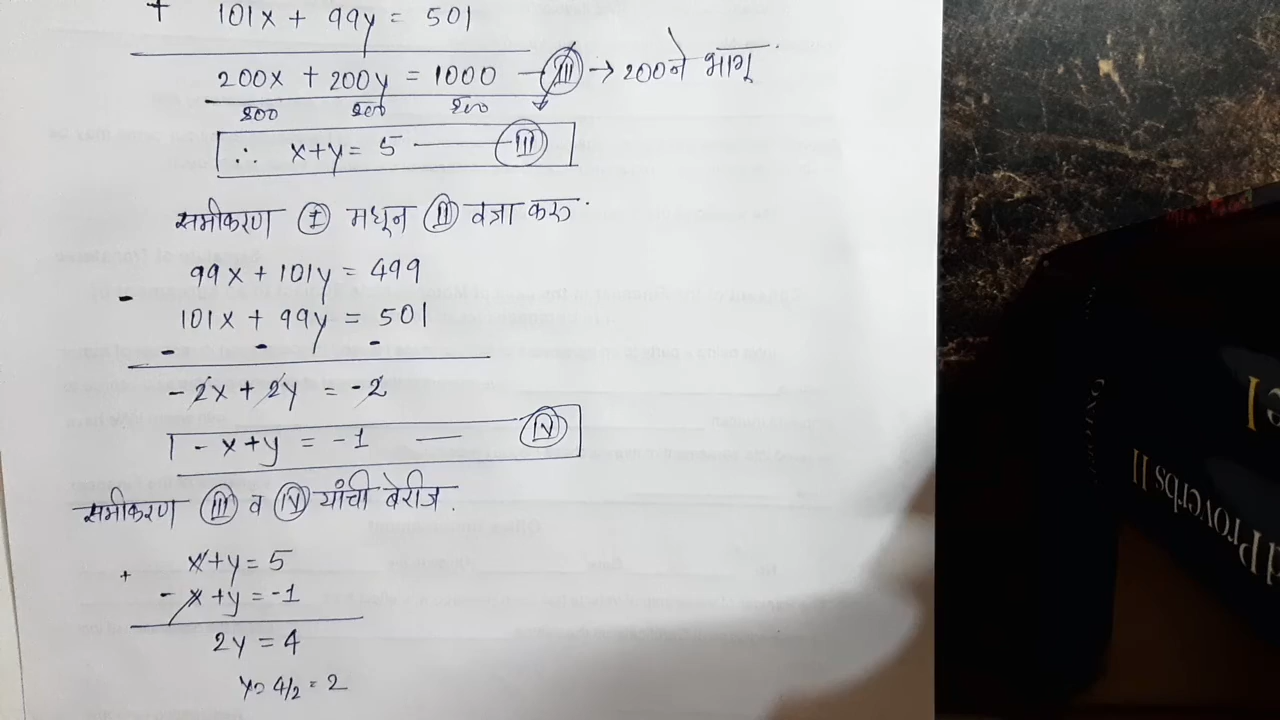 + 101x + 99y = 501
200x + 200y = 1000 — III → 200ने भागू
200 200 200
∴ x+y = 5 — III
समीकरण I मधून II वजा करू.
99x + 101y = 499
- 101x + 99y = 501
- - -
-2x + 2y = -2
-x+y = -1 — IV
समीकरण III व IV यांची बेरीज.
x+y = 5
+ -x+y = -1
2y = 4
y= 4/2 = 2
Proverbs II